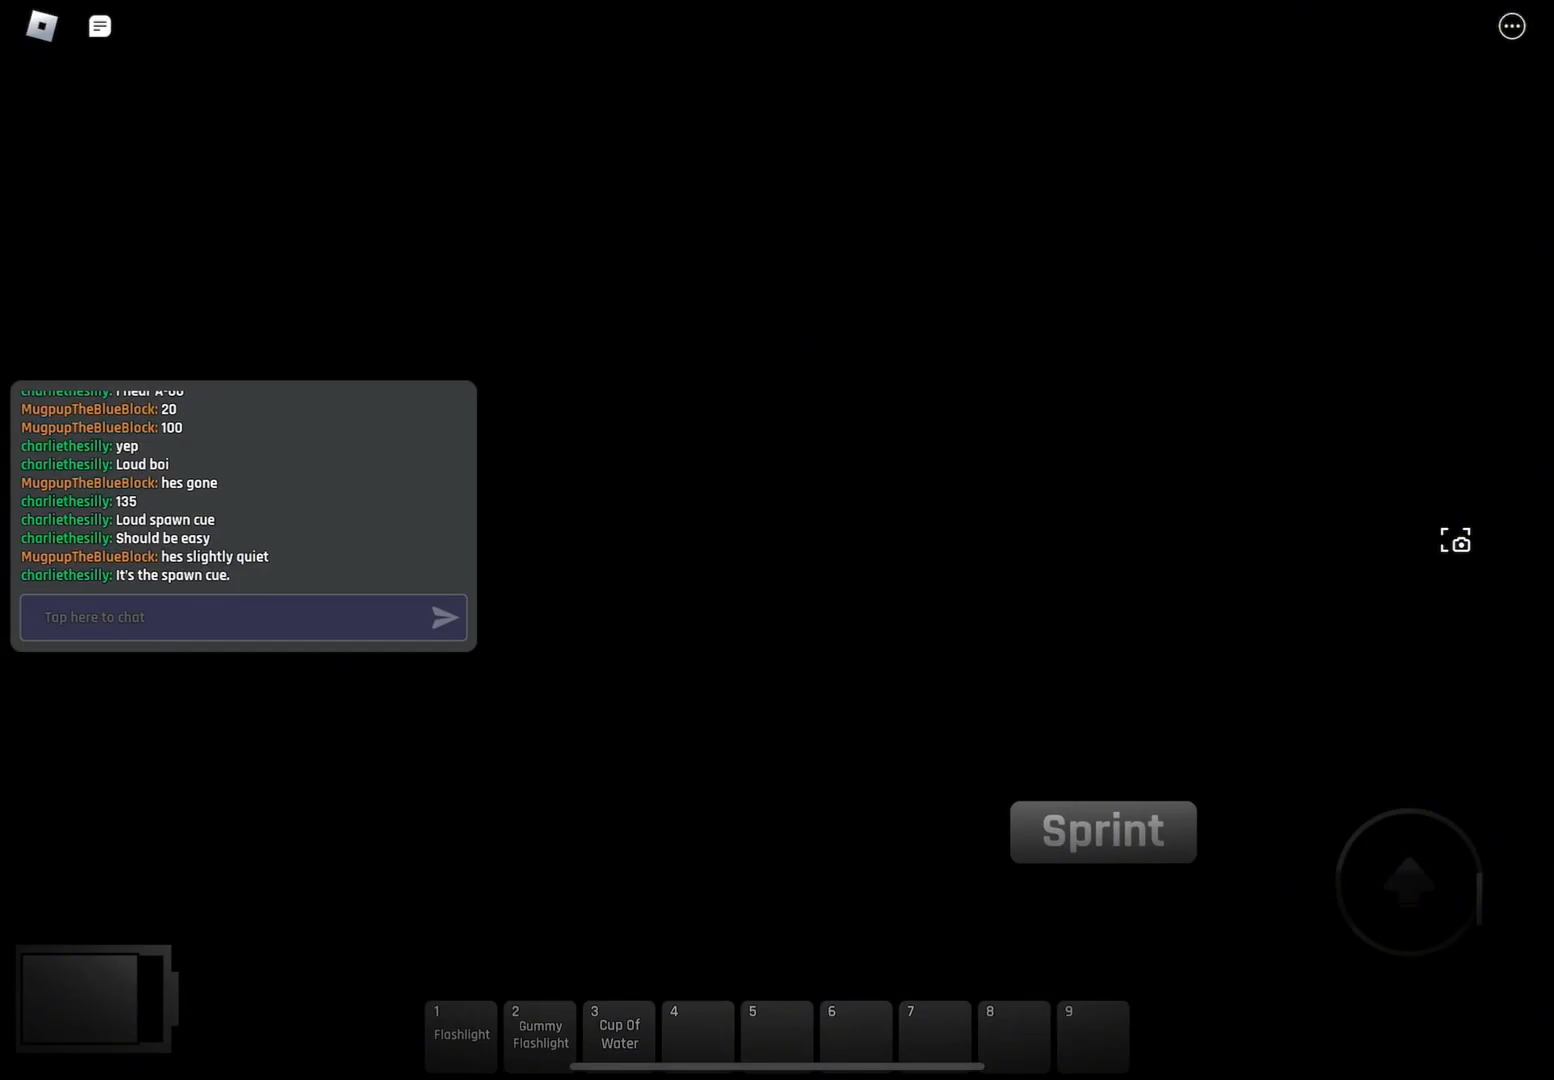 charliethesilly:
MugpupTheBlueBlock: 20
MugpupTheBlueBlock: 100
charliethesilly: yep
charliethesilly: Loud boi
MugpupTheBlueBlock: hes gone
charliethesilly: 135
charliethesilly: Loud spawn cue
charliethesilly: Should be easy
MugpupTheBlueBlock: hes slightly quiet
charliethesilly: It's the spawn cue.
Tap here to chat
Sprint
1
Flashlight
2
Gummy
Flashlight
3
Cup Of
Water
4
5
6
7
8
9